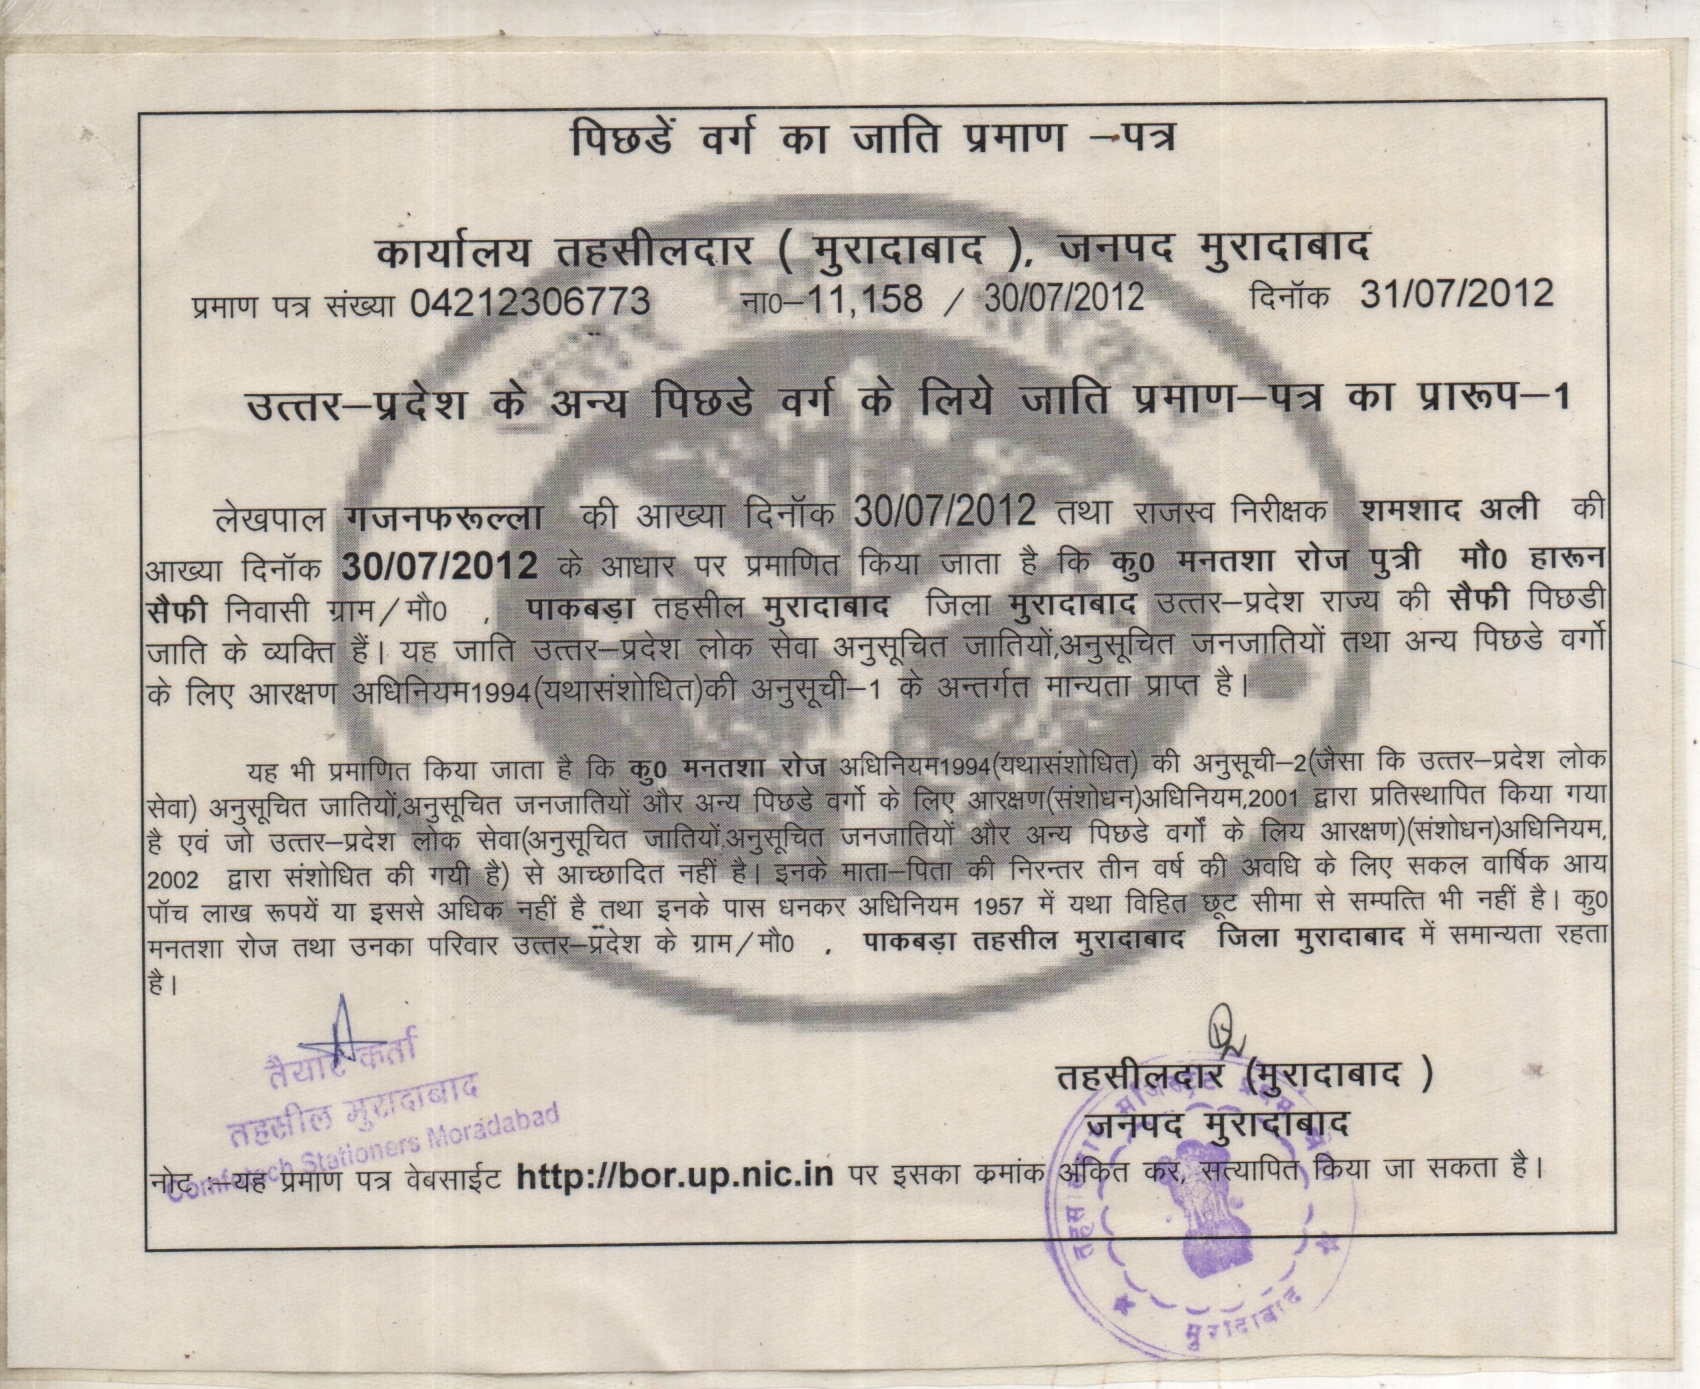 पिछडें वर्ग का जाति प्रमाण –पत्र
कार्यालय तहसीलदार ( मुरादाबाद ), जनपद मुरादाबाद
प्रमाण पत्र संख्या 04212306773 ना0–11,158 / 30/07/2012 दिनॉक 31/07/2012
उत्तर–प्रदेश के अन्य पिछडे वर्ग के लिये जाति प्रमाण–पत्र का प्रारूप–1
लेखपाल गजनफरूल्ला की आख्या दिनॉक 30/07/2012 तथा राजस्व निरीक्षक शमशाद अली की
आख्या दिनॉक 30/07/2012 के आधार पर प्रमाणित किया जाता है कि कु0 मनतशा रोज पुत्री मौ0 हारून
सैफी निवासी ग्राम/मौ0 , पाकबड़ा तहसील मुरादाबाद जिला मुरादाबाद उत्तर–प्रदेश राज्य की सैफी पिछडी
जाति के व्यक्ति हैं। यह जाति उत्तर–प्रदेश लोक सेवा अनुसूचित जातियों,अनुसूचित जनजातियों तथा अन्य पिछडे वर्गो
के लिए आरक्षण अधिनियम1994(यथासंशोधित)की अनुसूची–1 के अन्तर्गत मान्यता प्राप्त है।
यह भी प्रमाणित किया जाता है कि कु0 मनतशा रोज अधिनियम1994(यथासंशोधित) की अनुसूची–2(जैसा कि उत्तर–प्रदेश लोक
सेवा) अनुसूचित जातियों,अनुसूचित जनजातियों और अन्य पिछडे वर्गो के लिए आरक्षण(संशोधन)अधिनियम,2001 द्वारा प्रतिस्थापित किया गया
है एवं जो उत्तर–प्रदेश लोक सेवा(अनुसूचित जातियों,अनुसूचित जनजातियों और अन्य पिछडे वर्गों के लिय आरक्षण)(संशोधन)अधिनियम,
2002 द्वारा संशोधित की गयी है) से आच्छादित नहीं है। इनके माता–पिता की निरन्तर तीन वर्ष की अवधि के लिए सकल वार्षिक आय
पॉच लाख रूपयें या इससे अधिक नहीं है तथा इनके पास धनकर अधिनियम 1957 में यथा विहित छूट सीमा से सम्पत्ति भी नहीं है। कु0
मनतशा रोज तथा उनका परिवार उत्तर–प्रदेश के ग्राम/मौ0 , पाकबड़ा तहसील मुरादाबाद जिला मुरादाबाद में समान्यता रहता
है।
तैयार कर्ता
तहसील मुरादाबाद
Stationers Moradabad
तहसीलदार (मुरादाबाद )
जनपद मुरादाबाद
नोट :–यह प्रमाण पत्र वेबसाईट http://bor.up.nic.in पर इसका कमांक अंकित कर, सत्यापित किया जा सकता है।
मुरादाबाद